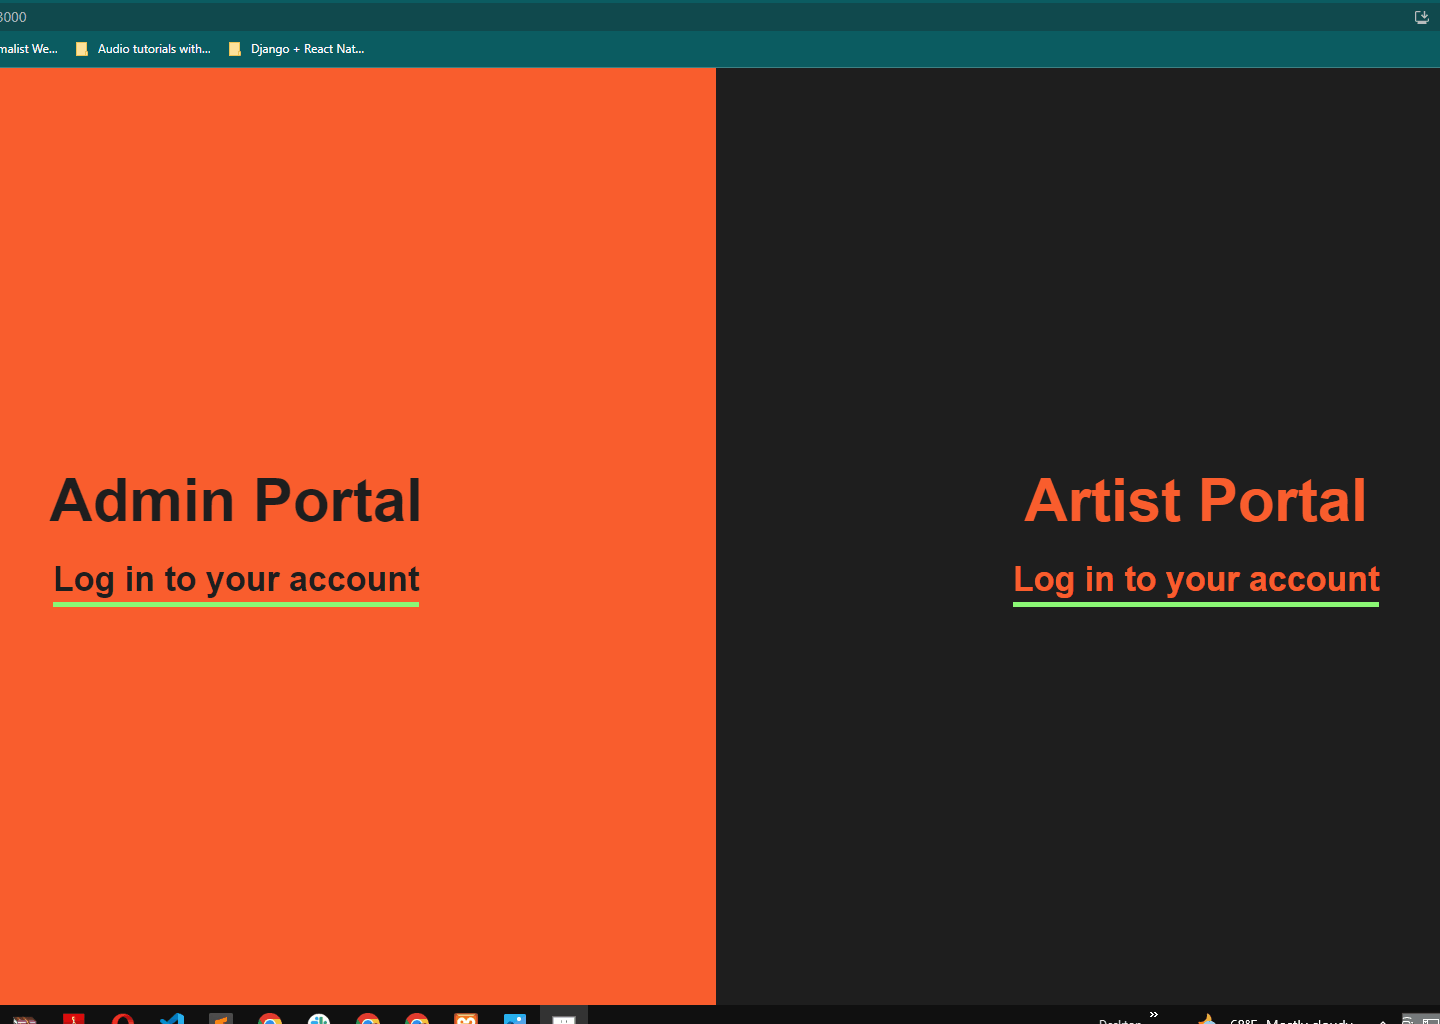 3000
malist We...
Audio tutorials with...
Django + React Nat...
Admin Portal
Log in to your account
Artist Portal
Log in to your account
Desktop
»
68°F Mostly cloudy